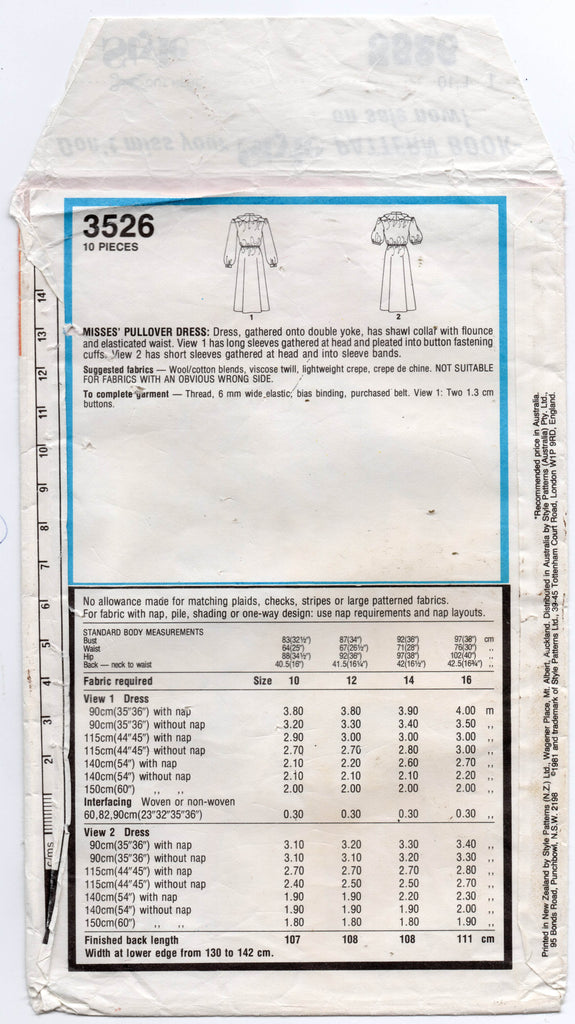 3526
10 PIECES
1
2
MISSES' PULLOVER DRESS: Dress, gathered onto double yoke, has shawl collar with flounce
and elasticated waist. View 1 has long sleeves gathered at head and pleated into button fastening
cuffs. View 2 has short sleeves gathered at head and into sleeve bands.
Suggested fabrics — Wool/cotton blends, viscose twill, lightweight crepe, crepe de chine. NOT SUITABLE
FOR FABRICS WITH AN OBVIOUS WRONG SIDE.
To complete garment — Thread, 6 mm wide elastic, bias binding, purchased belt. View 1: Two 1.3 cm
buttons.
No allowance made for matching plaids, checks, stripes or large patterned fabrics.
For fabric with nap, pile, shading or one-way design: use nap requirements and nap layouts.
STANDARD BODY MEASUREMENTS
Bust 83(32½") 87(34") 92(36") 97(38") cm
Waist 64(25") 67(26½") 71(28") 76(30") ,,
Hip 88(34½") 92(36") 97(38") 102(40") ,,
Back — neck to waist 40.5(16") 41.5(16¼") 42(16½") 42.5(16¾") ,,
Fabric required Size 10 12 14 16
View 1 Dress
90cm(35"36") with nap 3.80 3.80 3.90 4.00 m
90cm(35"36") without nap 3.20 3.30 3.40 3.50 ,,
115cm(44"45") with nap 2.90 3.00 3.00 3.00 ,,
115cm(44"45") without nap 2.70 2.70 2.80 3.00 ,,
140cm(54") with nap 2.10 2.20 2.60 2.70 ,,
140cm(54") without nap 2.10 2.10 2.10 2.20 ,,
150cm(60") ,, ,, 2.00 2.00 2.00 2.00 ,,
Interfacing Woven or non-woven
60,82,90cm(23"32"35"36") 0.30 0.30 0.30 0.30 ,,
View 2 Dress
90cm(35"36") with nap 3.10 3.20 3.30 3.40 ,,
90cm(35"36") without nap 3.10 3.10 3.20 3.30 ,,
115cm(44"45") with nap 2.70 2.70 2.70 2.80 ,,
115cm(44"45") without nap 2.40 2.50 2.50 2.70 ,,
140cm(54") with nap 1.90 1.90 2.20 2.30 ,,
140cm(54") without nap 1.90 1.90 1.90 2.00 ,,
150cm(60") ,, ,, 1.80 1.80 1.90 1.90 ,,
Finished back length 107 108 108 111 cm
Width at lower edge from 130 to 142 cm.
14
13
12
11
10
9
8
7
6
5
4
3
2
cms
*Recommended price in Australia.
Printed in New Zealand by Style Patterns (N.Z.) Ltd., Wagener Place, Mt. Albert, Auckland. Distributed in Australia by Style Patterns (Australia) Pty. Ltd.,
95 Bonds Road, Punchbowl, N.S.W. 2196 ©1981 and trademark of Style Patterns Ltd., 39-45 Tottenham Court Road, London W1P 9RD, England.